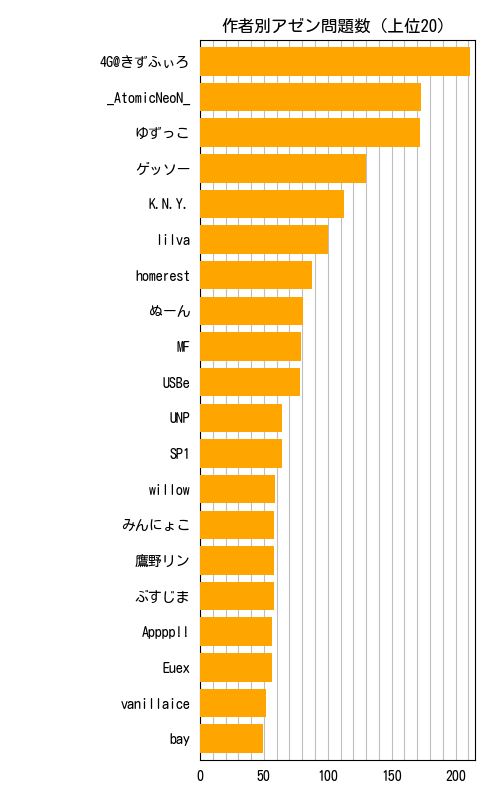 作者別アゼン問題数 (上位20)
4G@きずふぃろ
_AtomicNeoN_
ゆずっこ
ゲッソー
K.N.Y.
lilva
homerest
ぬーん
MF
USBe
UNP
SP1
willow
みんにょこ
鷹野リン
ぶすじま
Appppll
Euex
vanillaice
bay
0 50 100 150 200